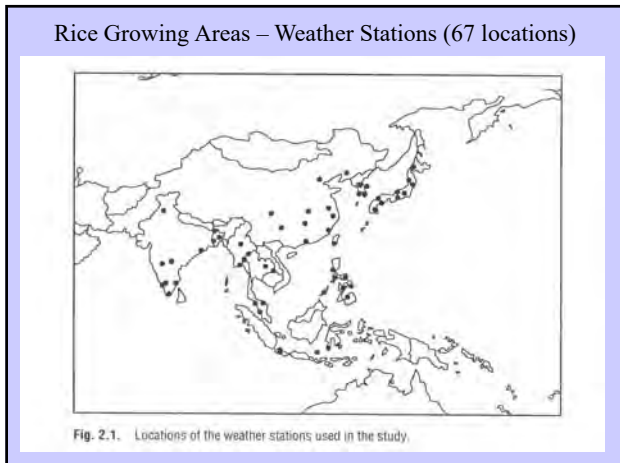 Rice Growing Areas – Weather Stations (67 locations)
Fig. 2.1. Locations of the weather stations used in the study.